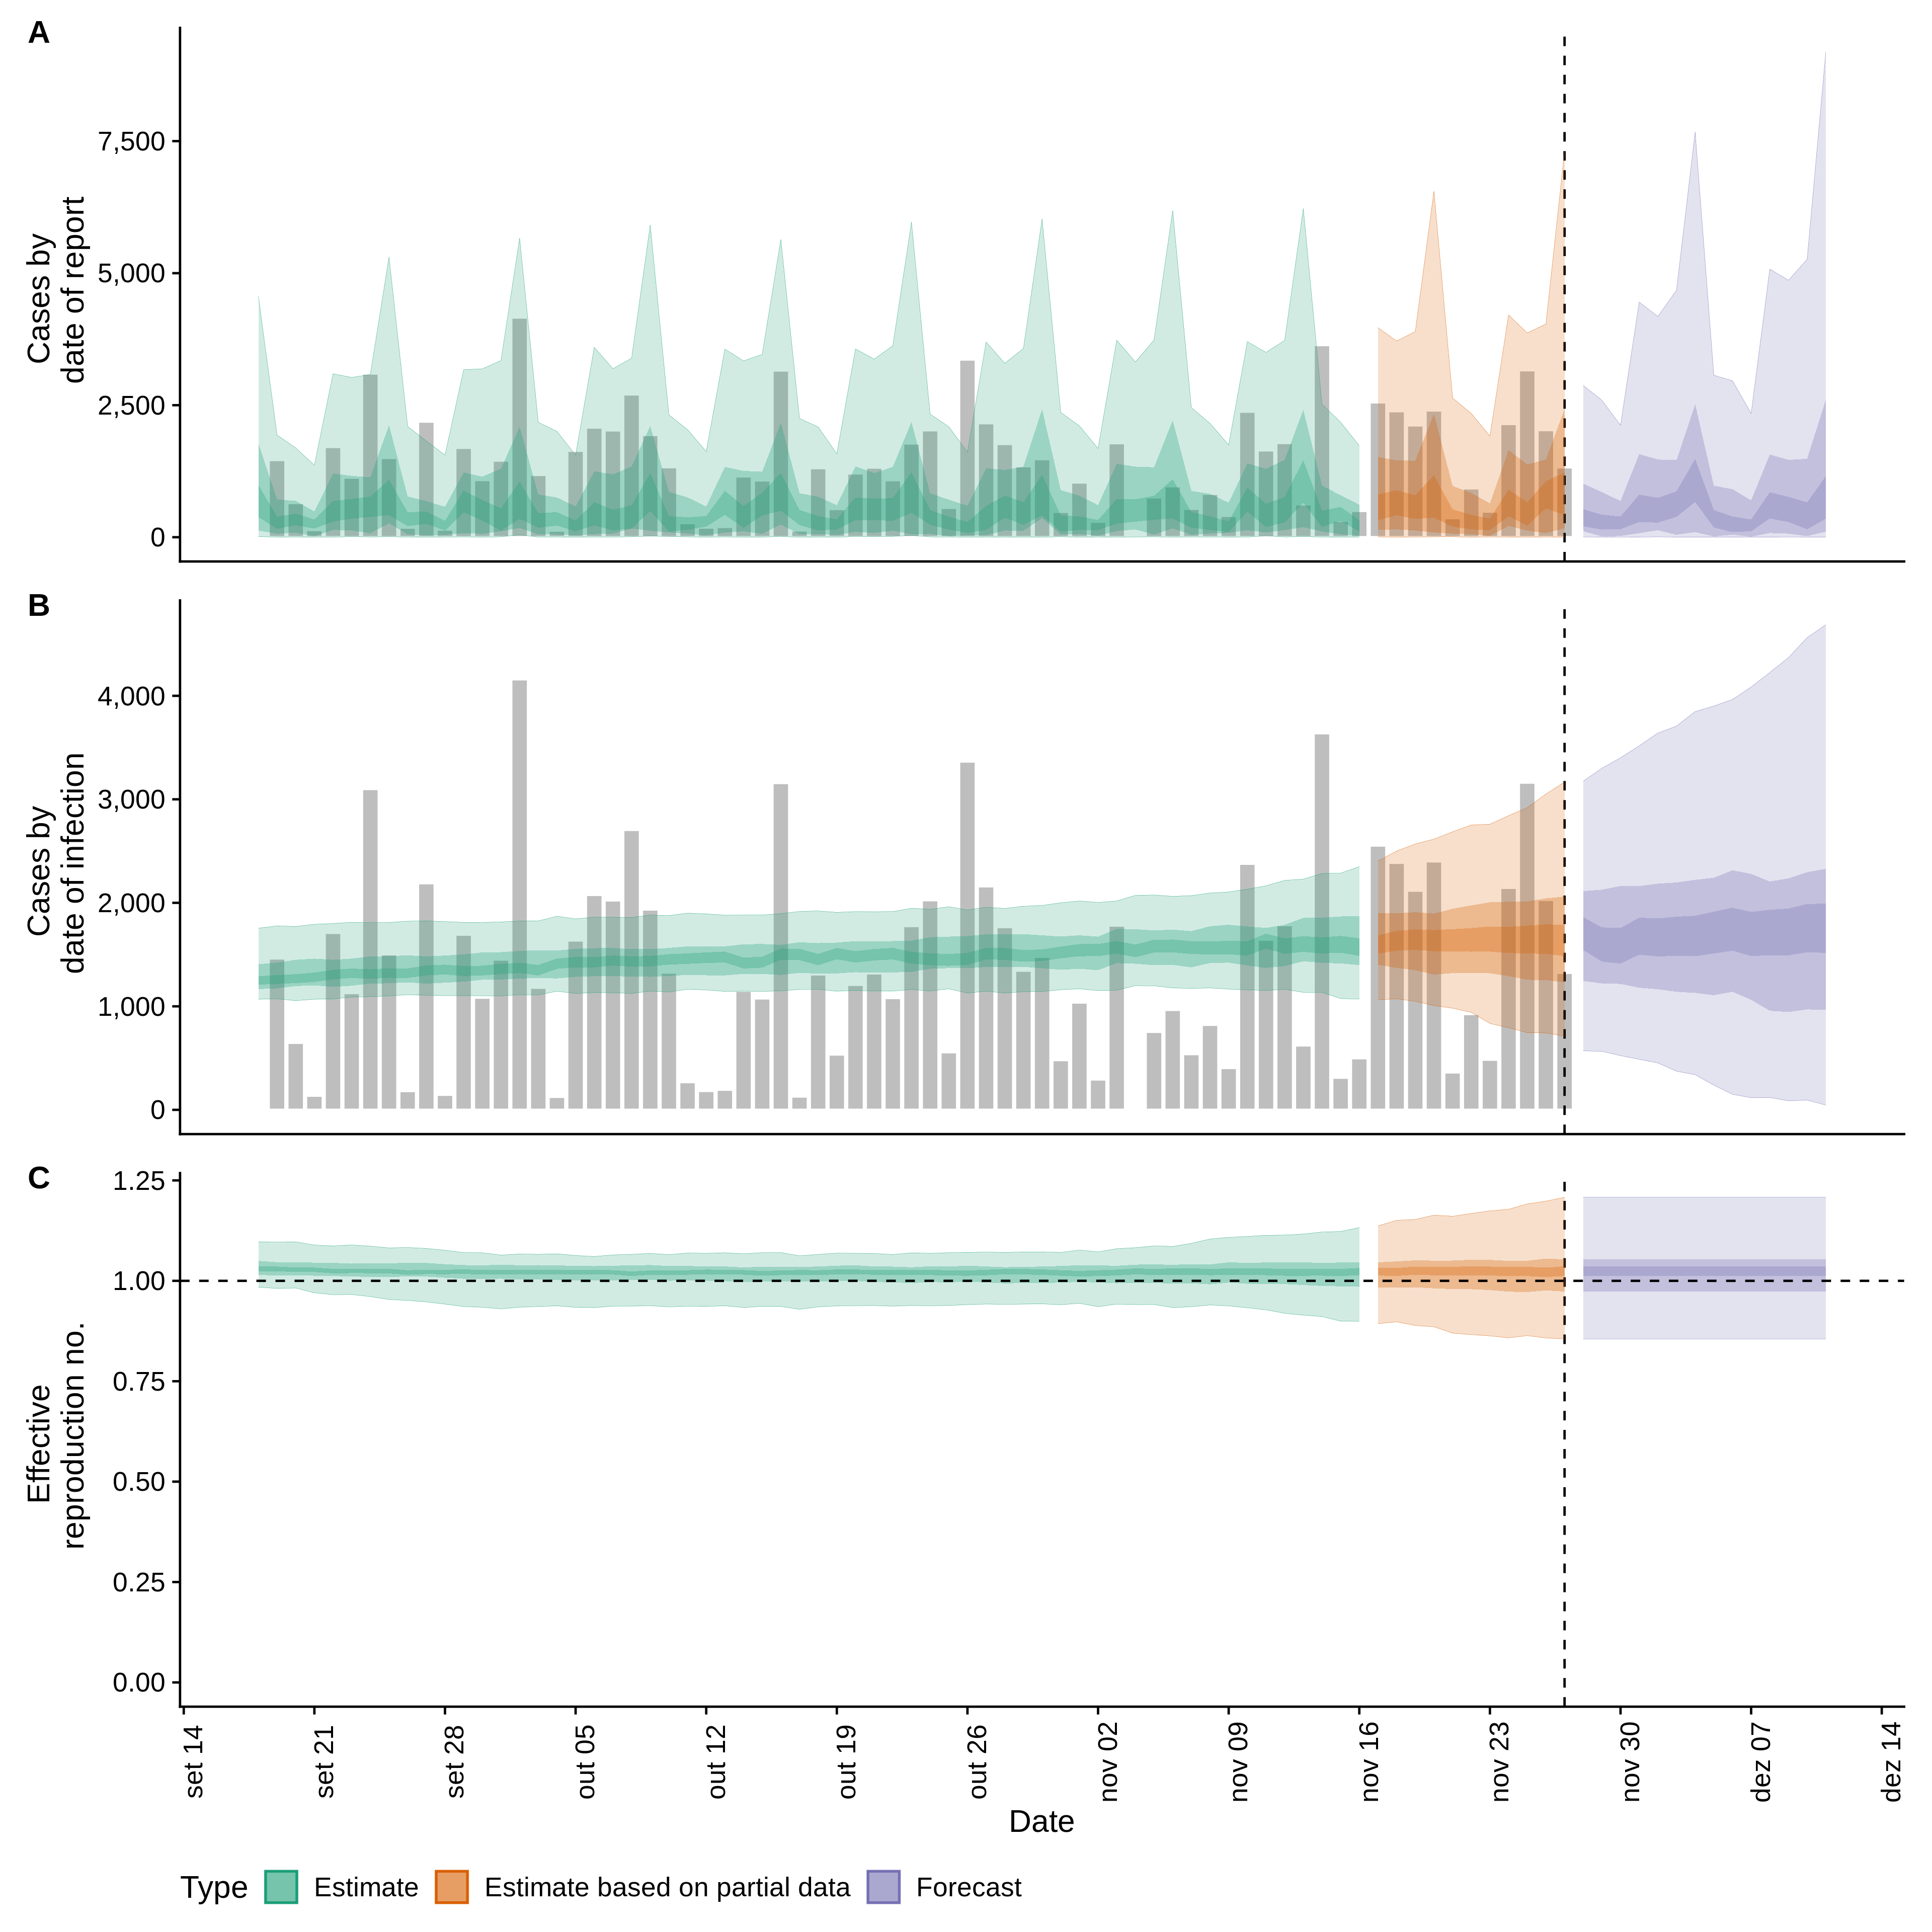 A
Cases by
date of report
7,500
5,000
2,500
0
B
Cases by
date of infection
4,000
3,000
2,000
1,000
0
C
Effective
reproduction no.
1.25
1.00
0.75
0.50
0.25
0.00
set 14
set 21
set 28
out 05
out 12
out 19
out 26
nov 02
nov 09
nov 16
nov 23
nov 30
dez 07
dez 14
Date
Type Estimate Estimate based on partial data Forecast